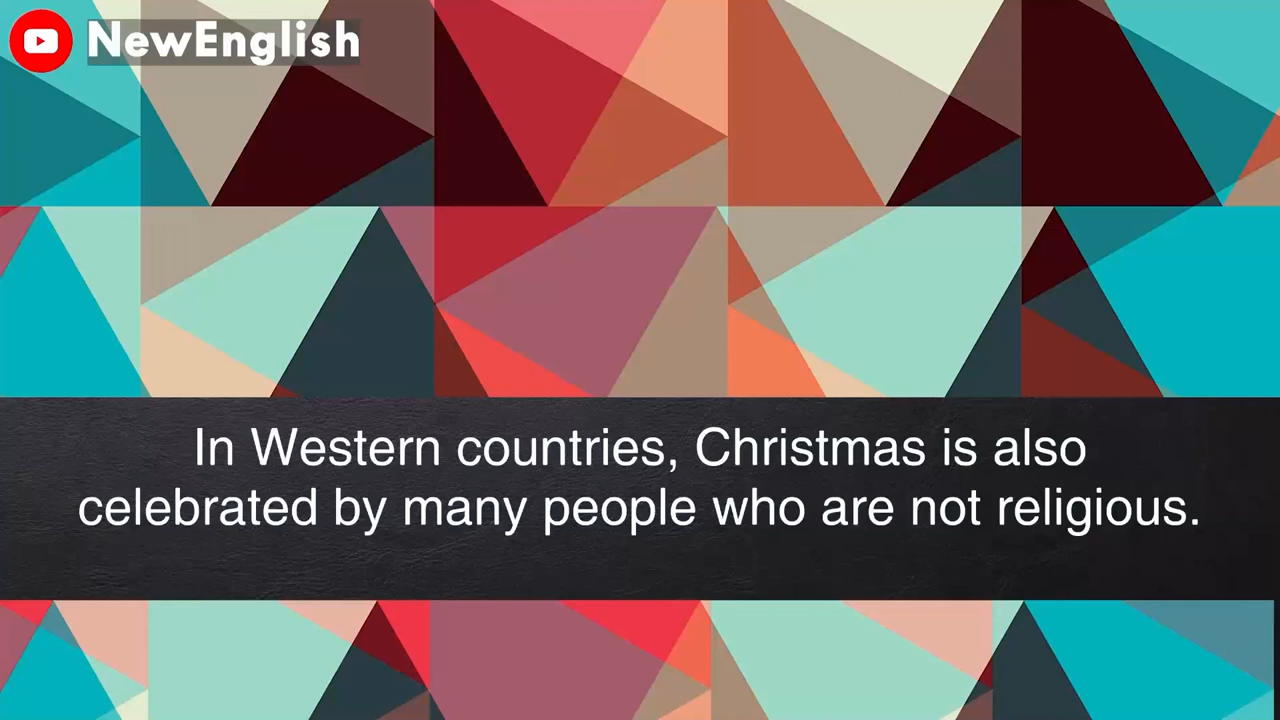 NewEnglish
In Western countries, Christmas is also
celebrated by many people who are not religious.